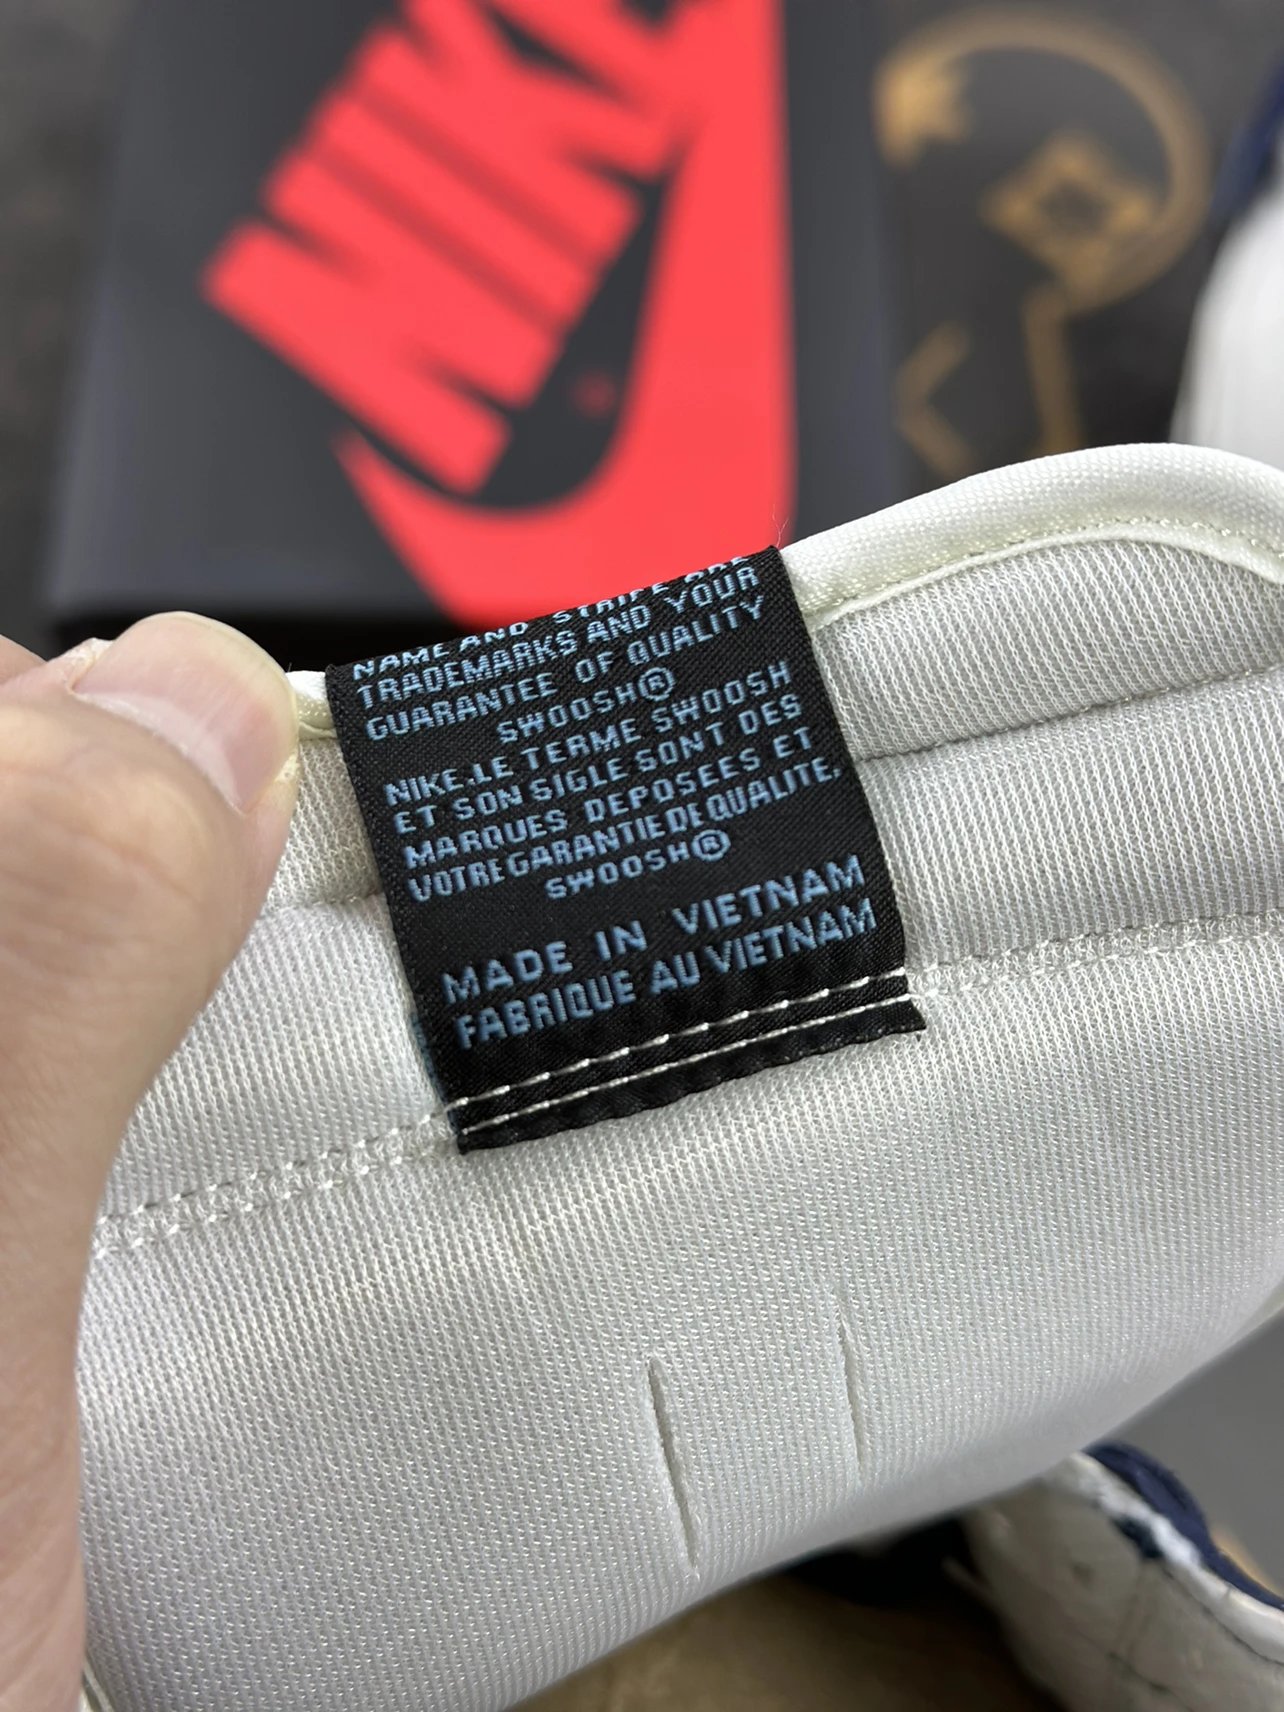 NIKE
NAME AND STRIPE ARE
TRADEMARKS AND YOUR
GUARANTEE OF QUALITY
SWOOSH®
NIKE.LE TERME SWOOSH
ET SON SIGLE SONT DES
MARQUES DEPOSEES ET
VOTRE GARANTIE DE QUALITE.
SWOOSH®
MADE IN VIETNAM
FABRIQUE AU VIETNAM